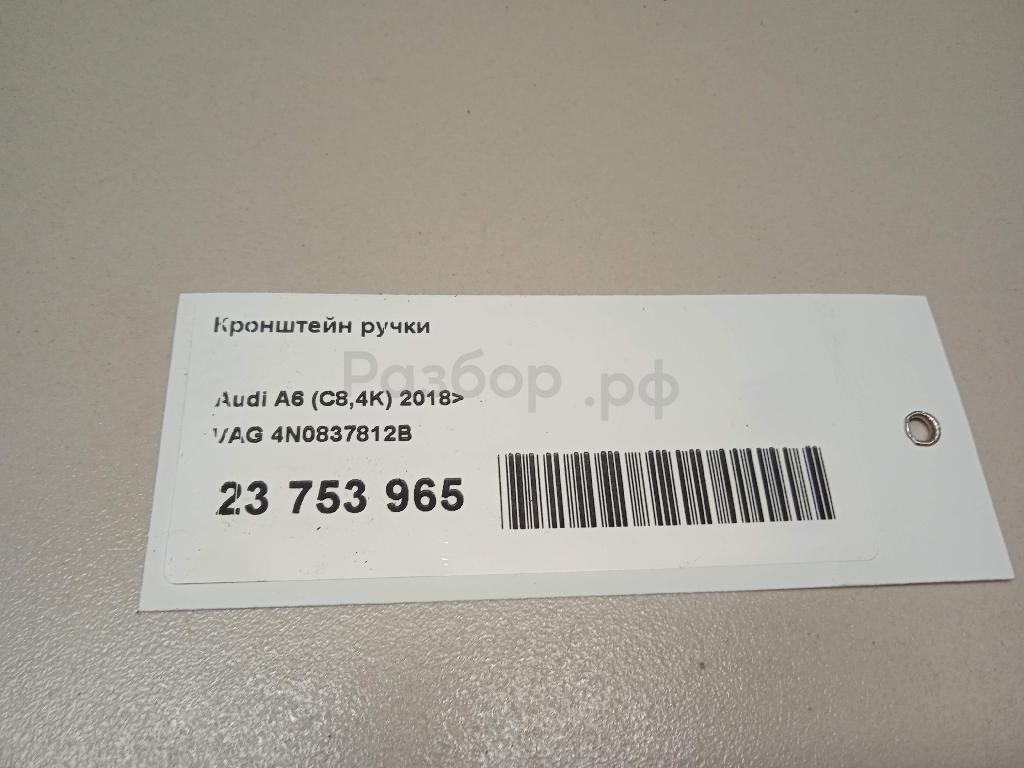 Кронштейн ручки
Разбор.рф
Audi A6 (C8,4K) 2018>
VAG 4N0837812B
23 753 965